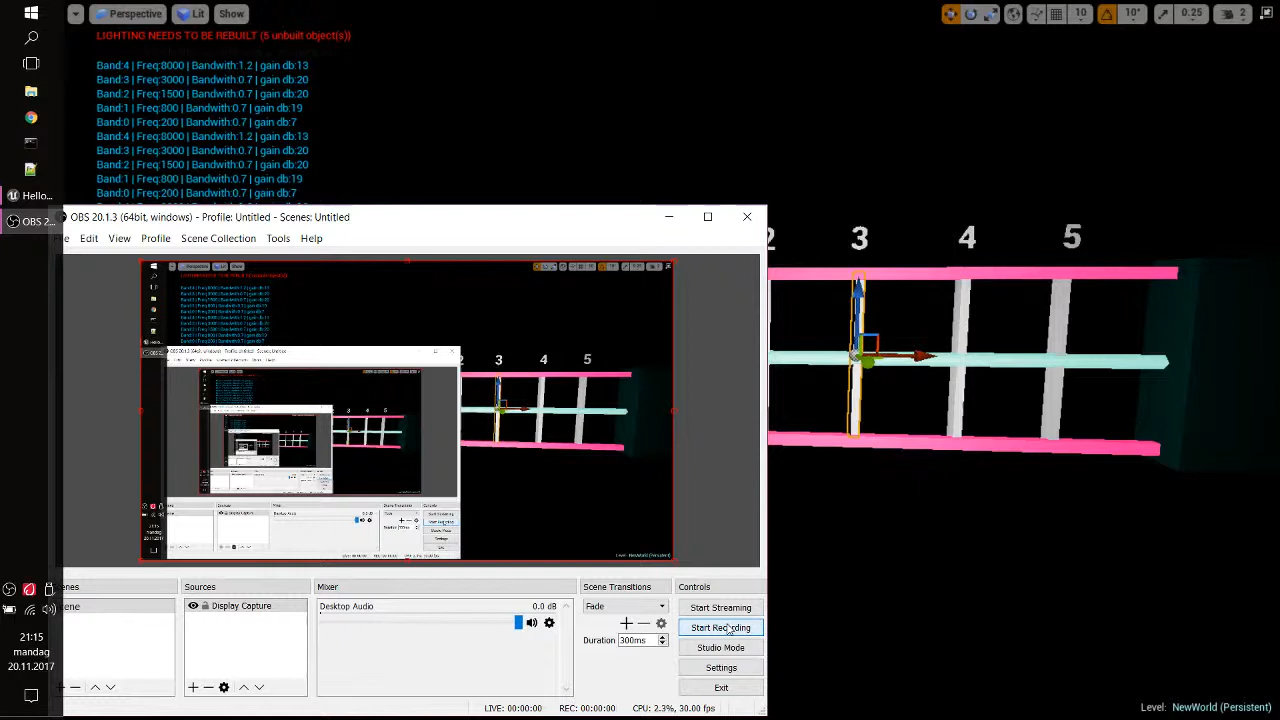 Perspective Lit Show 10 10° 0.25 2
LIGHTING NEEDS TO BE REBUILT (5 unbuilt object(s))
Band:4 | Freq:8000 | Bandwith:1.2 | gain db:13
Band:3 | Freq:3000 | Bandwith:0.7 | gain db:20
Band:2 | Freq:1500 | Bandwith:0.7 | gain db:20
Band:1 | Freq:800 | Bandwith:0.7 | gain db:19
Band:0 | Freq:200 | Bandwith:0.7 | gain db:7
Band:4 | Freq:8000 | Bandwith:1.2 | gain db:13
Band:3 | Freq:3000 | Bandwith:0.7 | gain db:20
Band:2 | Freq:1500 | Bandwith:0.7 | gain db:20
Band:1 | Freq:800 | Bandwith:0.7 | gain db:19
Band:0 | Freq:200 | Bandwith:0.7 | gain db:7
Hello...
OBS 2...
OBS 20.1.3 (64bit, windows) - Profile: Untitled - Scenes: Untitled
Edit View Profile Scene Collection Tools Help
2 3 4 5
3 4 5
Sources Mixer Scene Transitions Controls
Display Capture
Desktop Audio 0.0 dB
Fade
Duration 300ms
Start Streaming
Start Recording
Studio Mode
Settings
Exit
LIVE: 00:00:00 REC: 00:00:00 CPU: 2.3%, 30.00 fps
21:15
mandag
20.11.2017
Level: NewWorld (Persistent)